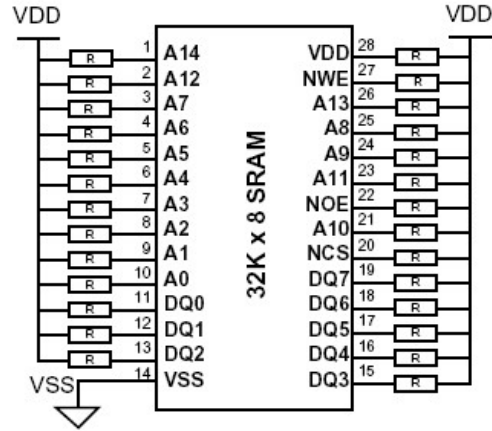 VDD
VDD
1 A14
R
2 A12
R
3 A7
R
4 A6
R
5 A5
R
6 A4
R
7 A3
R
8 A2
R
9 A1
R
10 A0
R
11 DQ0
R
12 DQ1
R
13 DQ2
R
VSS 14 VSS
32K x 8 SRAM
VDD 28 R
NWE 27 R
A13 26 R
A8 25 R
A9 24 R
A11 23 R
NOE 22 R
A10 21 R
NCS 20 R
DQ7 19 R
DQ6 18 R
DQ5 17 R
DQ4 16 R
DQ3 15 R